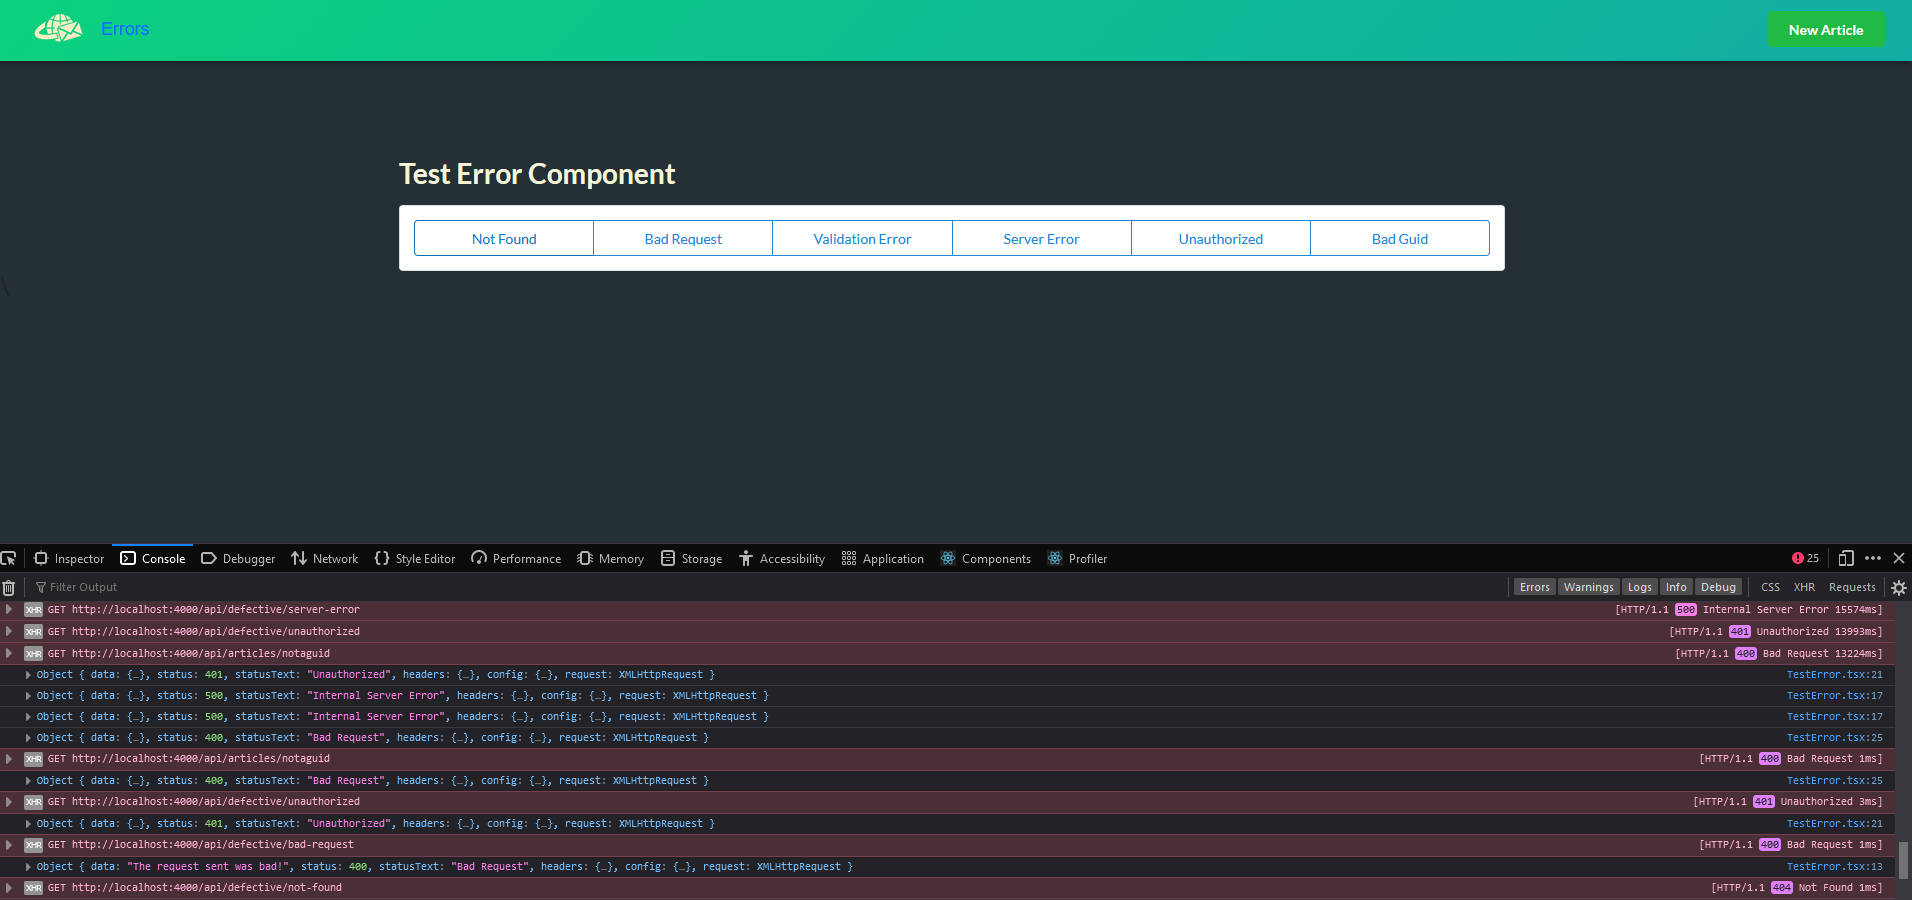 Errors
New Article
Test Error Component
Not Found Bad Request Validation Error Server Error Unauthorized Bad Guid
\
Inspector Console Debugger Network Style Editor Performance Memory Storage Accessibility Application Components Profiler 25
Filter Output Errors Warnings Logs Info Debug CSS XHR Requests
XHR GET http://localhost:4000/api/defective/server-error [HTTP/1.1 500 Internal Server Error 15574ms]
XHR GET http://localhost:4000/api/defective/unauthorized [HTTP/1.1 401 Unauthorized 13993ms]
XHR GET http://localhost:4000/api/articles/notaguid [HTTP/1.1 400 Bad Request 13224ms]
Object { data: {…}, status: 401, statusText: "Unauthorized", headers: {…}, config: {…}, request: XMLHttpRequest } TestError.tsx:21
Object { data: {…}, status: 500, statusText: "Internal Server Error", headers: {…}, config: {…}, request: XMLHttpRequest } TestError.tsx:17
Object { data: {…}, status: 500, statusText: "Internal Server Error", headers: {…}, config: {…}, request: XMLHttpRequest } TestError.tsx:17
Object { data: {…}, status: 400, statusText: "Bad Request", headers: {…}, config: {…}, request: XMLHttpRequest } TestError.tsx:25
XHR GET http://localhost:4000/api/articles/notaguid [HTTP/1.1 400 Bad Request 1ms]
Object { data: {…}, status: 400, statusText: "Bad Request", headers: {…}, config: {…}, request: XMLHttpRequest } TestError.tsx:25
XHR GET http://localhost:4000/api/defective/unauthorized [HTTP/1.1 401 Unauthorized 3ms]
Object { data: {…}, status: 401, statusText: "Unauthorized", headers: {…}, config: {…}, request: XMLHttpRequest } TestError.tsx:21
XHR GET http://localhost:4000/api/defective/bad-request [HTTP/1.1 400 Bad Request 1ms]
Object { data: "The request sent was bad!", status: 400, statusText: "Bad Request", headers: {…}, config: {…}, request: XMLHttpRequest } TestError.tsx:13
XHR GET http://localhost:4000/api/defective/not-found [HTTP/1.1 404 Not Found 1ms]